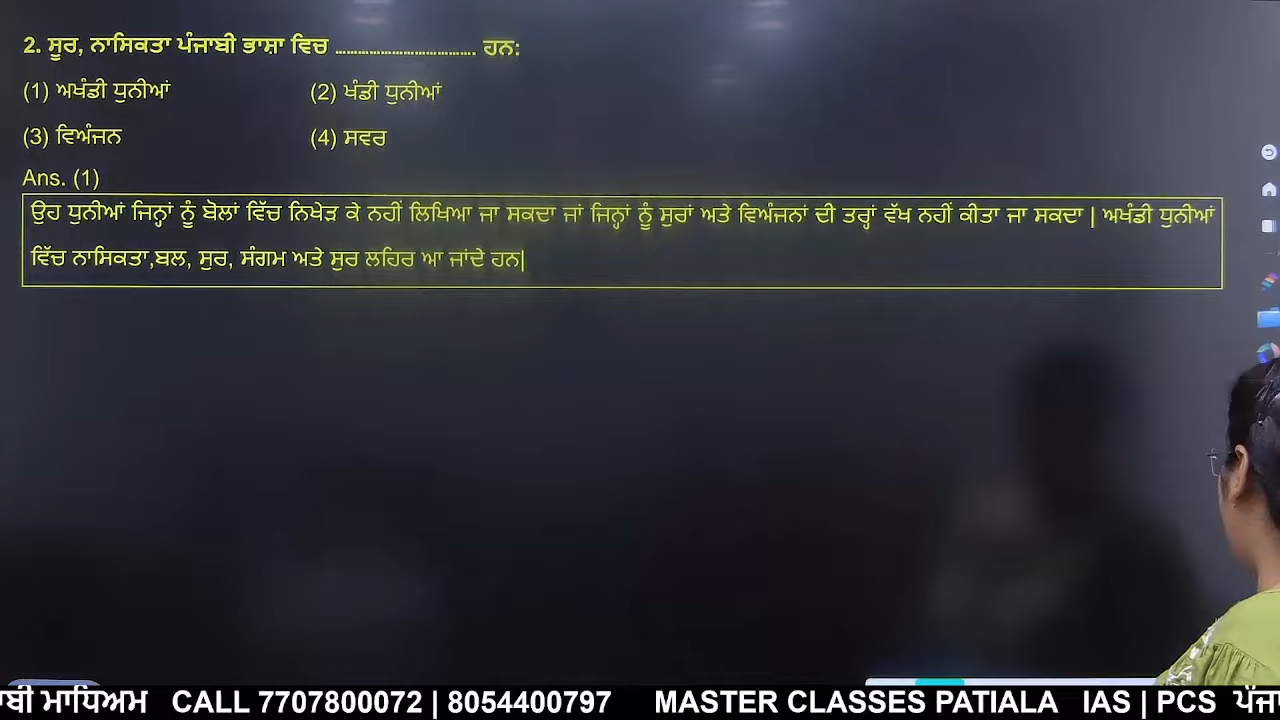 2. ਸੂਰ, ਨਾਸਿਕਤਾ ਪੰਜਾਬੀ ਭਾਸ਼ਾ ਵਿਚ ................................ ਹਨ:
(1) ਅਖੰਡੀ ਧੁਨੀਆਂ (2) ਖੰਡੀ ਧੁਨੀਆਂ
(3) ਵਿਅੰਜਨ (4) ਸਵਰ
Ans. (1)
ਉਹ ਧੁਨੀਆਂ ਜਿਨ੍ਹਾਂ ਨੂੰ ਬੋਲਾਂ ਵਿੱਚ ਨਿਖੇੜ ਕੇ ਨਹੀਂ ਲਿਖਿਆ ਜਾ ਸਕਦਾ ਜਾਂ ਜਿਨ੍ਹਾਂ ਨੂੰ ਸੁਰਾਂ ਅਤੇ ਵਿਅੰਜਨਾਂ ਦੀ ਤਰ੍ਹਾਂ ਵੱਖ ਨਹੀਂ ਕੀਤਾ ਜਾ ਸਕਦਾ | ਅਖੰਡੀ ਧੁਨੀਆਂ
ਵਿੱਚ ਨਾਸਿਕਤਾ,ਬਲ, ਸੁਰ, ਸੰਗਮ ਅਤੇ ਸੁਰ ਲਹਿਰ ਆ ਜਾਂਦੇ ਹਨ|
ਮਾਧਿਅਮ CALL 7707800072 | 8054400797 MASTER CLASSES PATIALA IAS | PCS